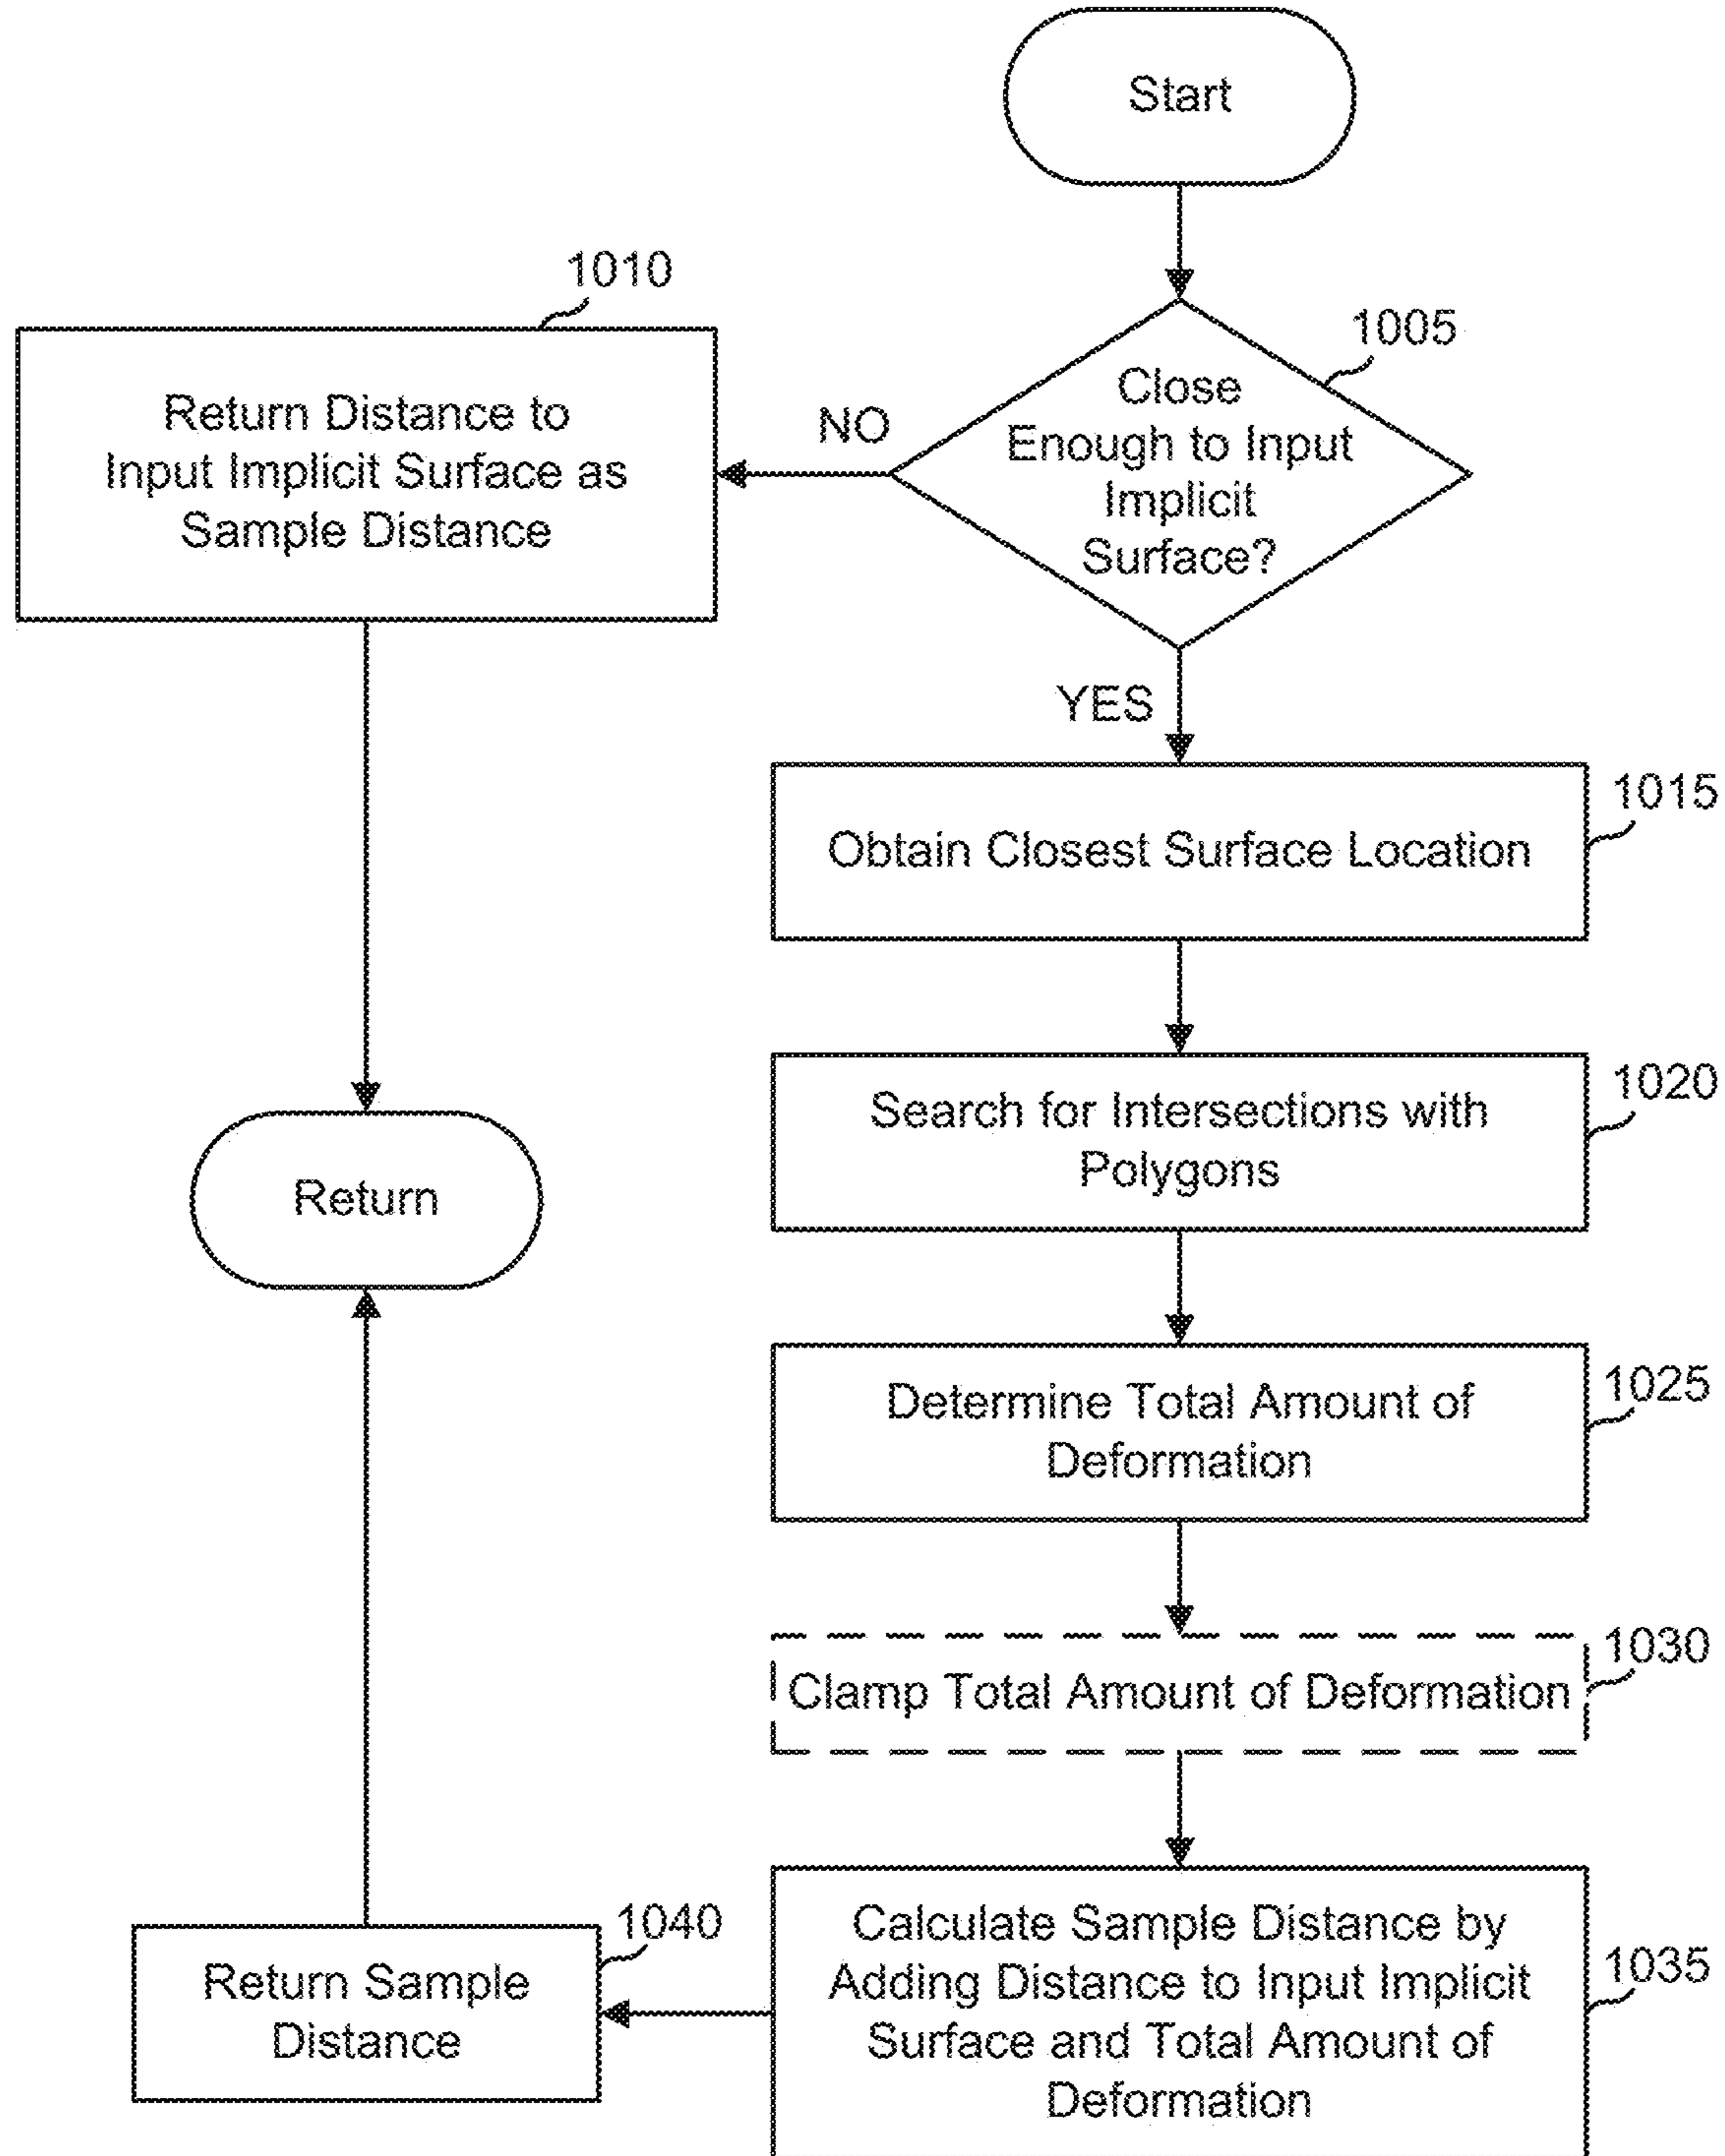 Start
1010
1005
Return Distance to
Input Implicit Surface as
Sample Distance
NO
Close
Enough to Input
Implicit
Surface?
YES
1015
Obtain Closest Surface Location
1020
Search for Intersections with
Polygons
Return
1025
Determine Total Amount of
Deformation
1030
Clamp Total Amount of Deformation
1035
Calculate Sample Distance by
Adding Distance to Input Implicit
Surface and Total Amount of
Deformation
1040
Return Sample
Distance